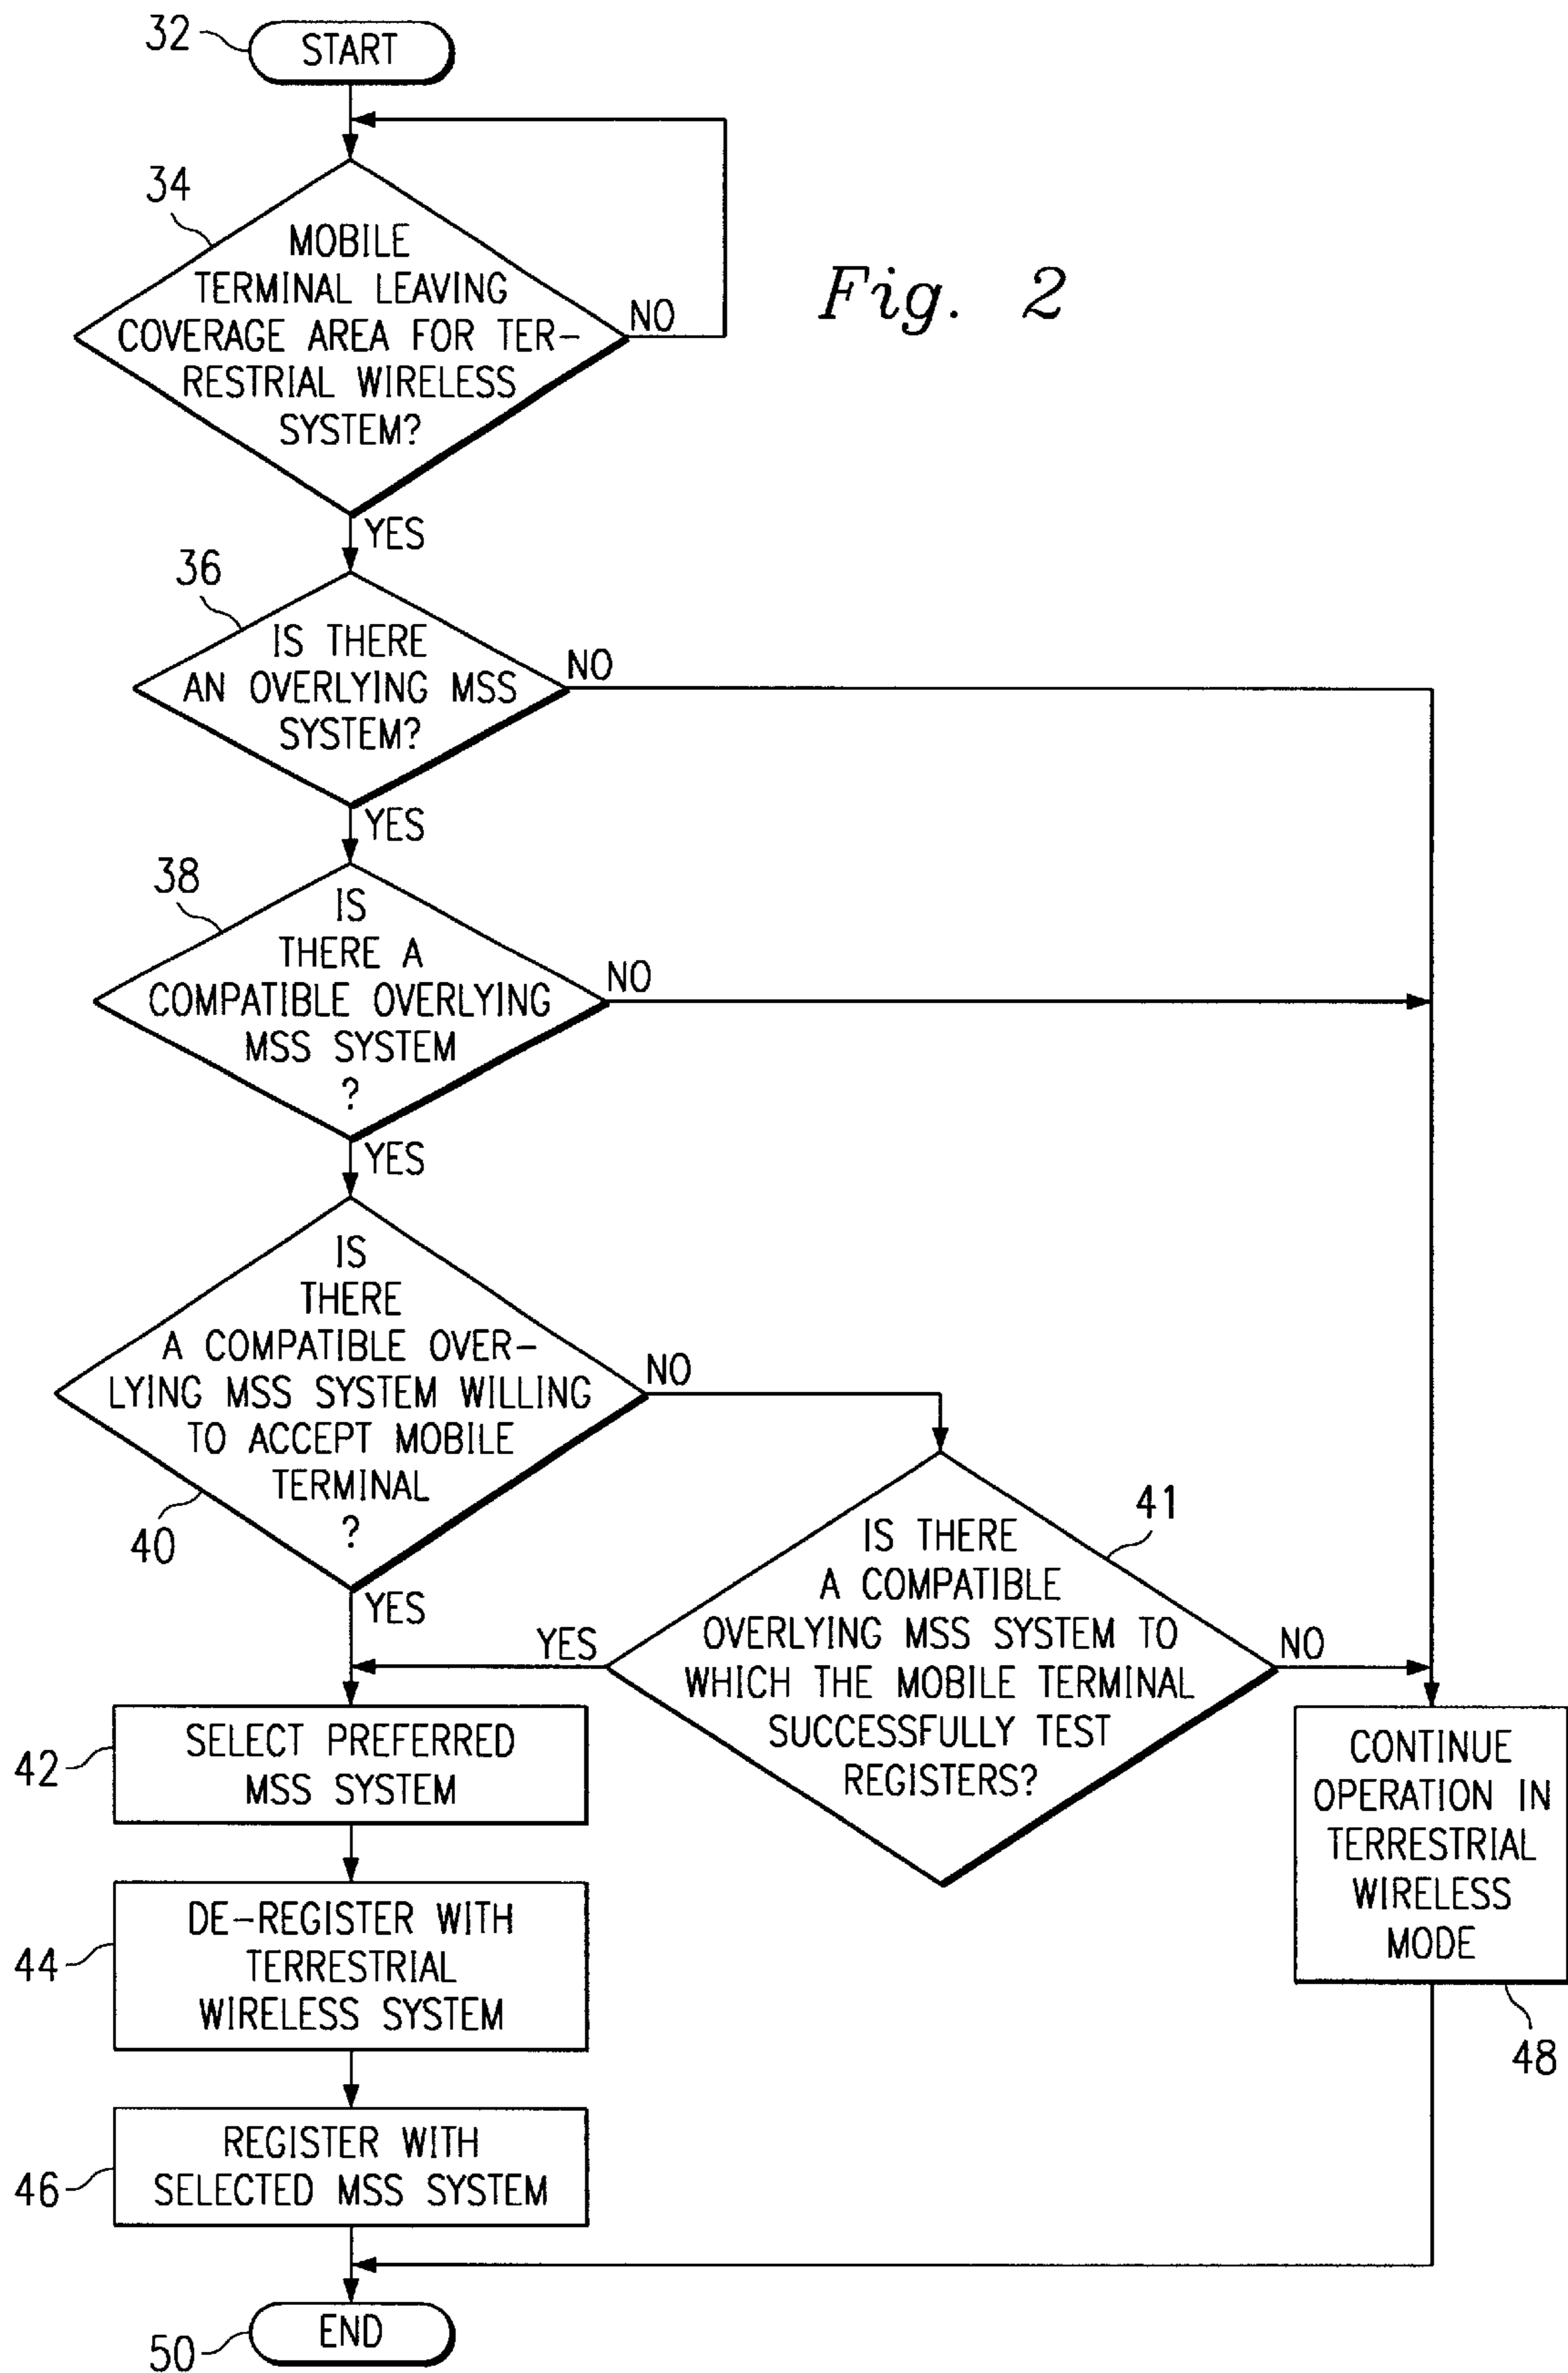 32
START
34
MOBILE
TERMINAL LEAVING
COVERAGE AREA FOR TER-
RESTRIAL WIRELESS
SYSTEM?
NO
Fig. 2
YES
36
IS THERE
AN OVERLYING MSS
SYSTEM?
NO
YES
38
IS
THERE A
COMPATIBLE OVERLYING
MSS SYSTEM
?
NO
YES
IS
THERE
A COMPATIBLE OVER-
LYING MSS SYSTEM WILLING
TO ACCEPT MOBILE
TERMINAL
?
40
NO
YES
41
IS THERE
A COMPATIBLE
OVERLYING MSS SYSTEM TO
WHICH THE MOBILE TERMINAL
SUCCESSFULLY TEST
REGISTERS?
YES
NO
42
SELECT PREFERRED
MSS SYSTEM
CONTINUE
OPERATION IN
TERRESTRIAL
WIRELESS
MODE
48
44
DE-REGISTER WITH
TERRESTRIAL
WIRELESS SYSTEM
46
REGISTER WITH
SELECTED MSS SYSTEM
50
END